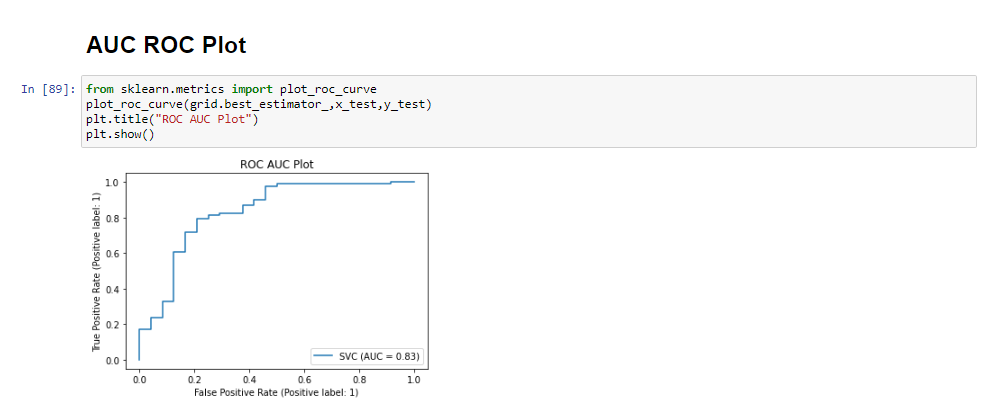 AUC ROC Plot
In [89]: from sklearn.metrics import plot_roc_curve
plot_roc_curve(grid.best_estimator_,x_test,y_test)
plt.title("ROC AUC Plot")
plt.show()
ROC AUC Plot
1.0
0.8
0.6
0.4
0.2
0.0
True Positive Rate (Positive label: 1)
SVC (AUC = 0.83)
0.0 0.2 0.4 0.6 0.8 1.0
False Positive Rate (Positive label: 1)